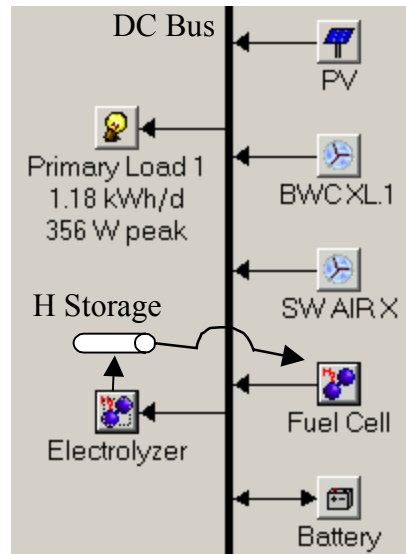 DC Bus
PV
Primary Load 1
1.18 kWh/d
356 W peak
BWC XL.1
SW AIR X
H Storage
Fuel Cell
Electrolyzer
Battery